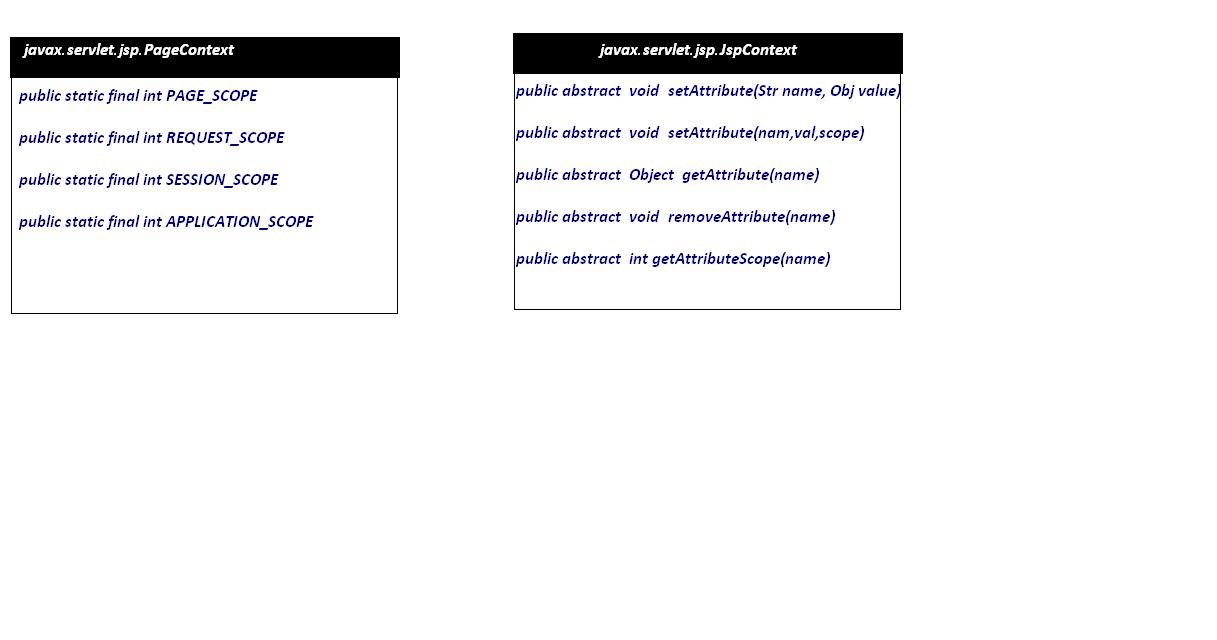 javax.servlet.jsp.PageContext
public static final int PAGE_SCOPE
public static final int REQUEST_SCOPE
public static final int SESSION_SCOPE
public static final int APPLICATION_SCOPE
javax.servlet.jsp.JspContext
public abstract void setAttribute(Str name, Obj value)
public abstract void setAttribute(nam,val,scope)
public abstract Object getAttribute(name)
public abstract void removeAttribute(name)
public abstract int getAttributeScope(name)